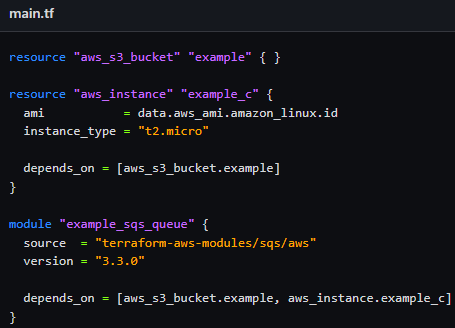 main.tf
resource "aws_s3_bucket" "example" { }
resource "aws_instance" "example_c" {
  ami           = data.aws_ami.amazon_linux.id
  instance_type = "t2.micro"
  depends_on = [aws_s3_bucket.example]
}
module "example_sqs_queue" {
  source  = "terraform-aws-modules/sqs/aws"
  version = "3.3.0"
  depends_on = [aws_s3_bucket.example, aws_instance.example_c]
}